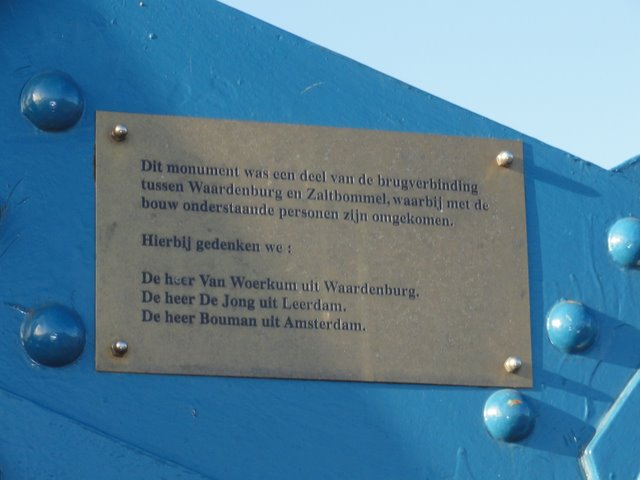 Dit monument was een deel van de brugverbinding
tussen Waardenburg en Zaltbommel, waarbij met de
bouw onderstaande personen zijn omgekomen.
Hierbij gedenken we :
De heer Van Woerkum uit Waardenburg.
De heer De Jong uit Leerdam.
De heer Bouman uit Amsterdam.